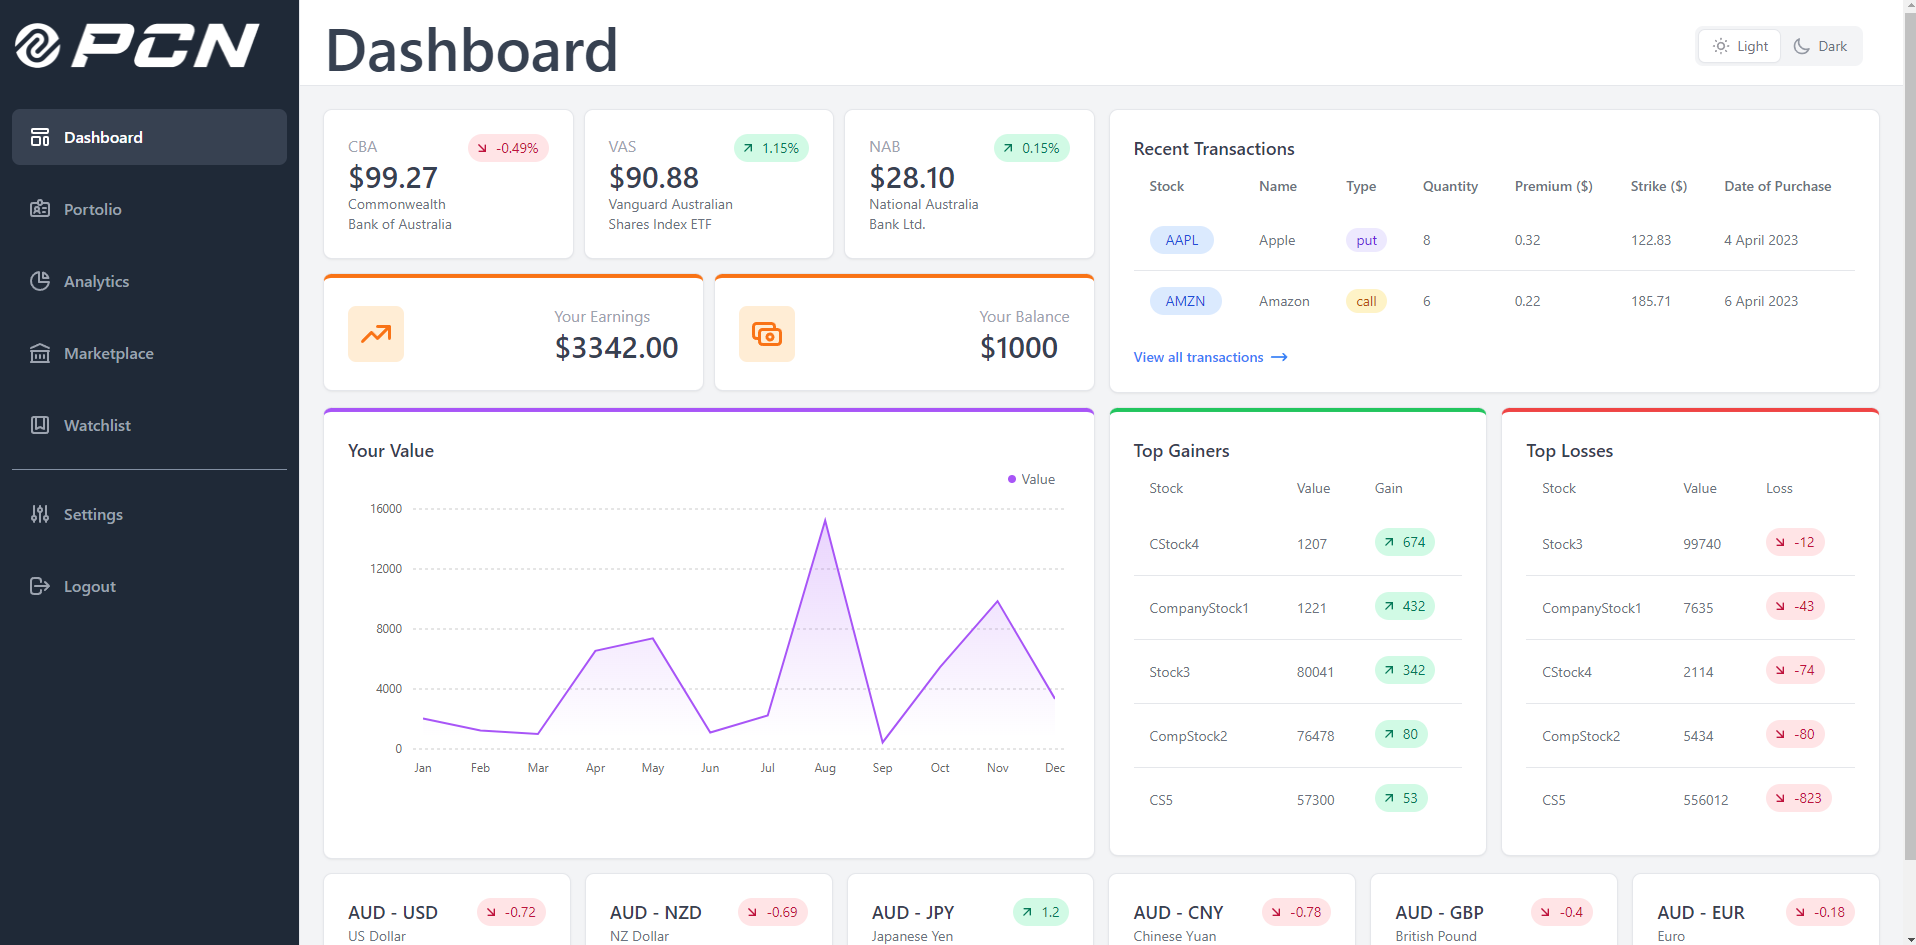 PCN
Dashboard
Portolio
Analytics
Marketplace
Watchlist
Settings
Logout
Dashboard
Light
Dark
CBA
-0.49%
$99.27
Commonwealth
Bank of Australia
VAS
1.15%
$90.88
Vanguard Australian
Shares Index ETF
NAB
0.15%
$28.10
National Australia
Bank Ltd.
Your Earnings
$3342.00
Your Balance
$1000
Recent Transactions
Stock Name Type Quantity Premium ($) Strike ($) Date of Purchase
AAPL Apple put 8 0.32 122.83 4 April 2023
AMZN Amazon call 6 0.22 185.71 6 April 2023
View all transactions
Your Value
Value
16000
12000
8000
4000
0
Jan Feb Mar Apr May Jun Jul Aug Sep Oct Nov Dec
Top Gainers
Stock Value Gain
CStock4 1207 674
CompanyStock1 1221 432
Stock3 80041 342
CompStock2 76478 80
CS5 57300 53
Top Losses
Stock Value Loss
Stock3 99740 -12
CompanyStock1 7635 -43
CStock4 2114 -74
CompStock2 5434 -80
CS5 556012 -823
AUD - USD -0.72
US Dollar
AUD - NZD -0.69
NZ Dollar
AUD - JPY 1.2
Japanese Yen
AUD - CNY -0.78
Chinese Yuan
AUD - GBP -0.4
British Pound
AUD - EUR -0.18
Euro